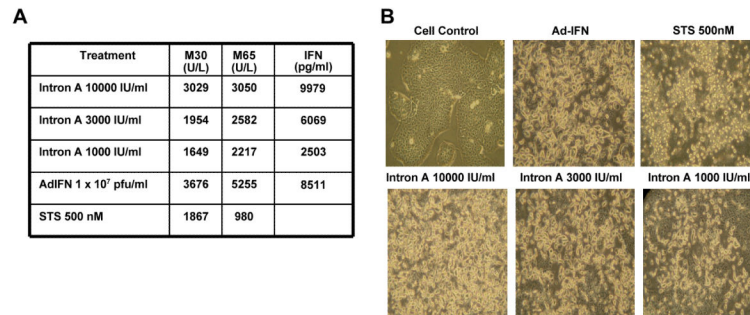 A
Treatment M30 (U/L) M65 (U/L) IFN (pg/ml)
Intron A 10000 IU/ml 3029 3050 9979
Intron A 3000 IU/ml 1954 2582 6069
Intron A 1000 IU/ml 1649 2217 2503
AdIFN 1 x 10⁷ pfu/ml 3676 5255 8511
STS 500 nM 1867 980
B
Cell Control Ad-IFN STS 500nM
Intron A 10000 IU/ml Intron A 3000 IU/ml Intron A 1000 IU/ml